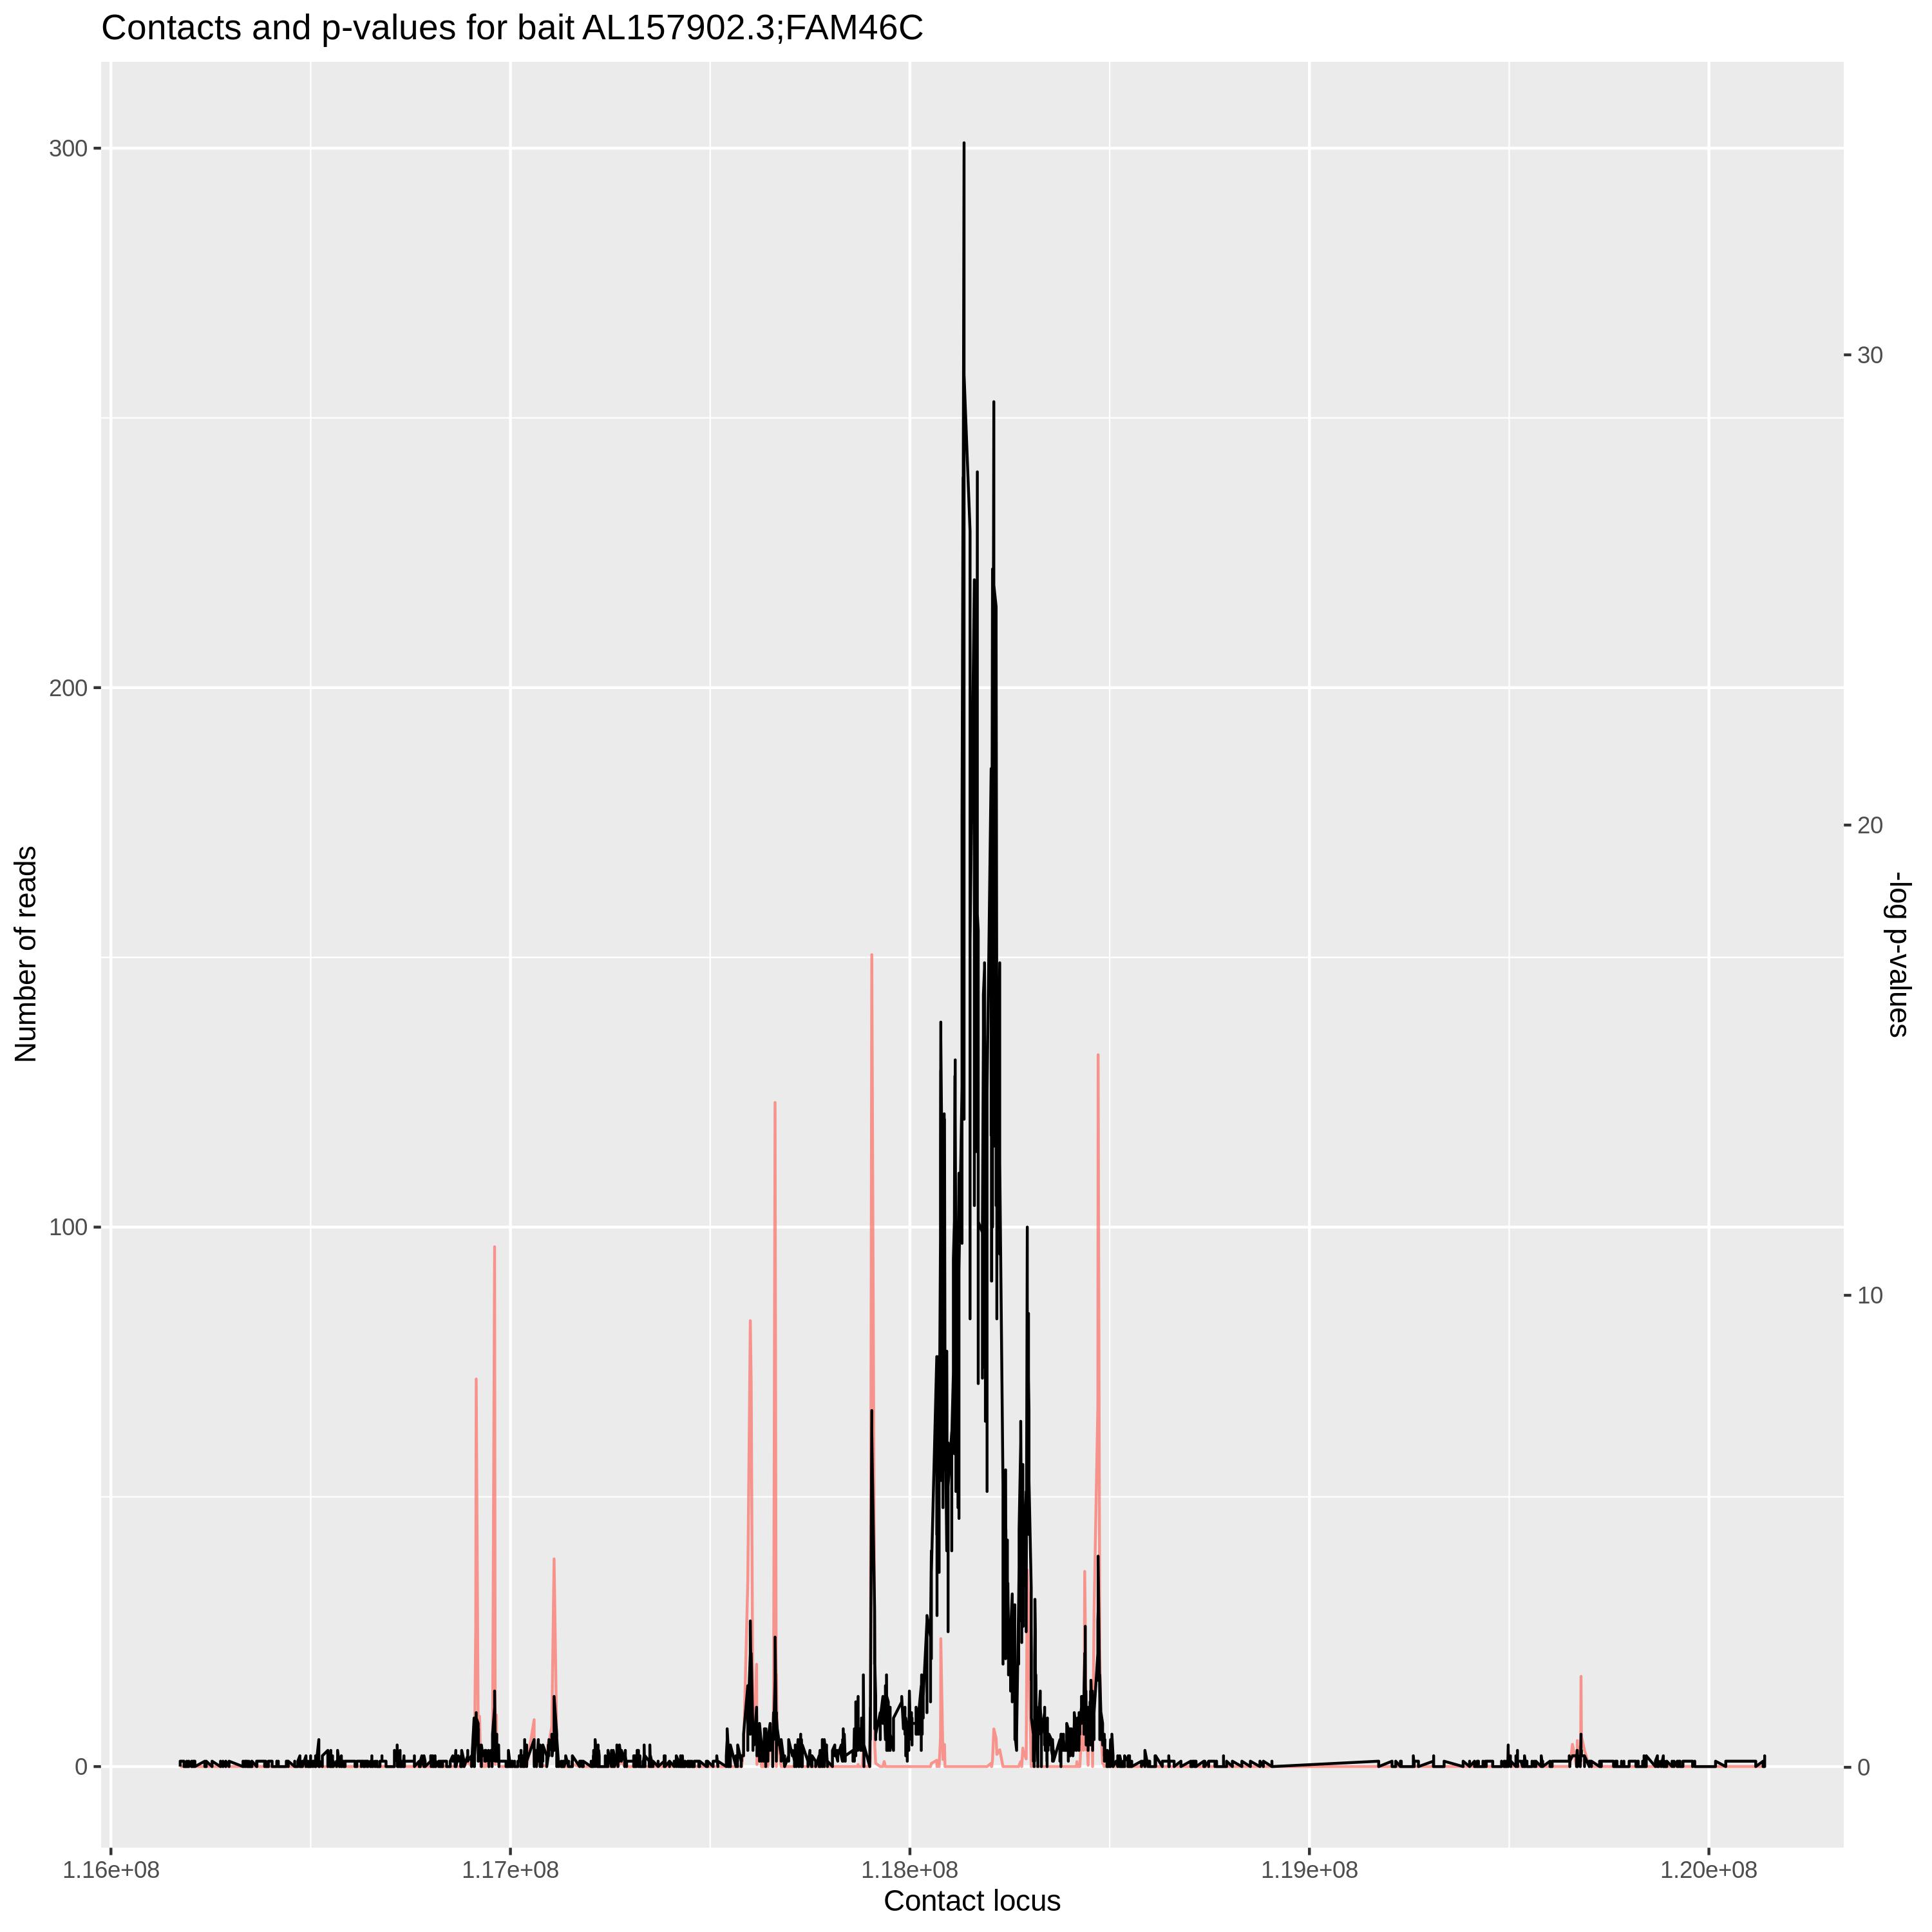 Contacts and p-values for bait AL157902.3;FAM46C
300
200
100
0
Number of reads
30
20
10
0
-log p-values
1.16e+08
1.17e+08
1.18e+08
1.19e+08
1.20e+08
Contact locus